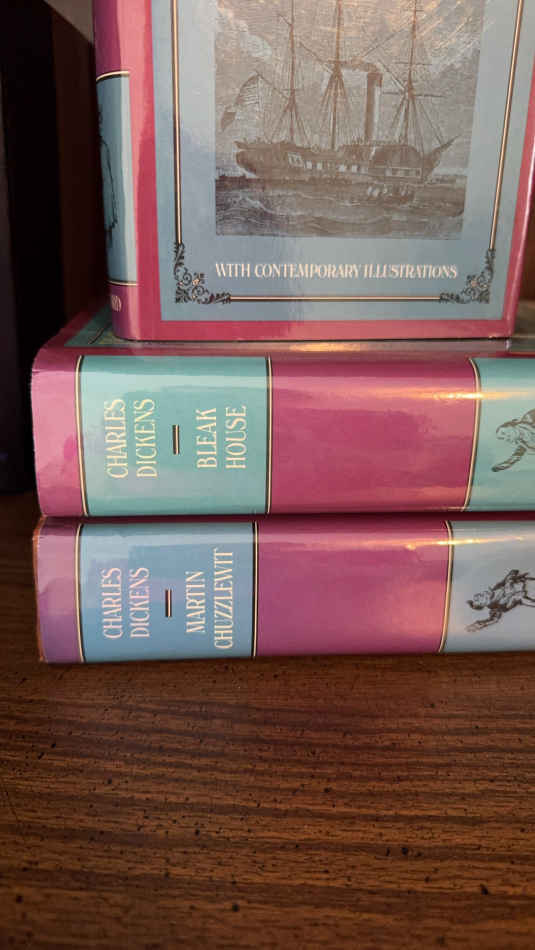 WITH CONTEMPORARY ILLUSTRATIONS
CHARLES
DICKENS
BLEAK
HOUSE
CHARLES
DICKENS
MARTIN
CHUZZLEWIT